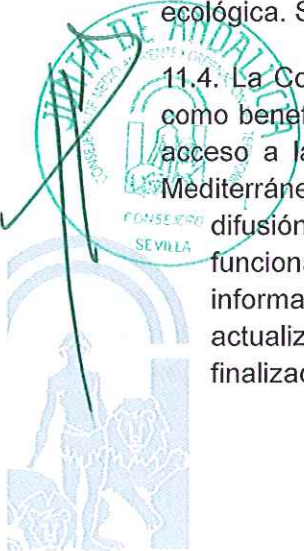 ecológica. S
11.4. La Co
como benef
acceso a la
Mediterráne
difusión
funciona
informa
actualiz
finalizac
JUNTA DE ANDALUCIA
CONSEJERO
SEVILLA